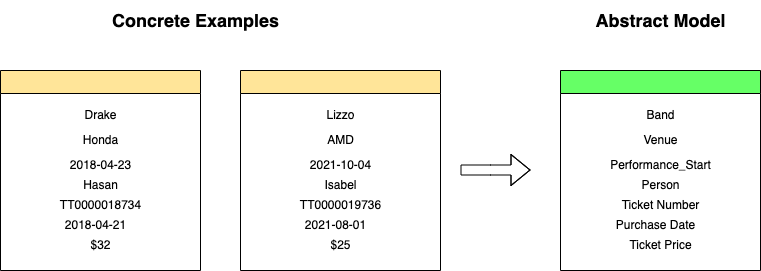 Concrete Examples
Abstract Model
Drake
Honda
2018-04-23
Hasan
TT0000018734
2018-04-21
$32
Lizzo
AMD
2021-10-04
Isabel
TT0000019736
2021-08-01
$25
Band
Venue
Performance_Start
Person
Ticket Number
Purchase Date
Ticket Price